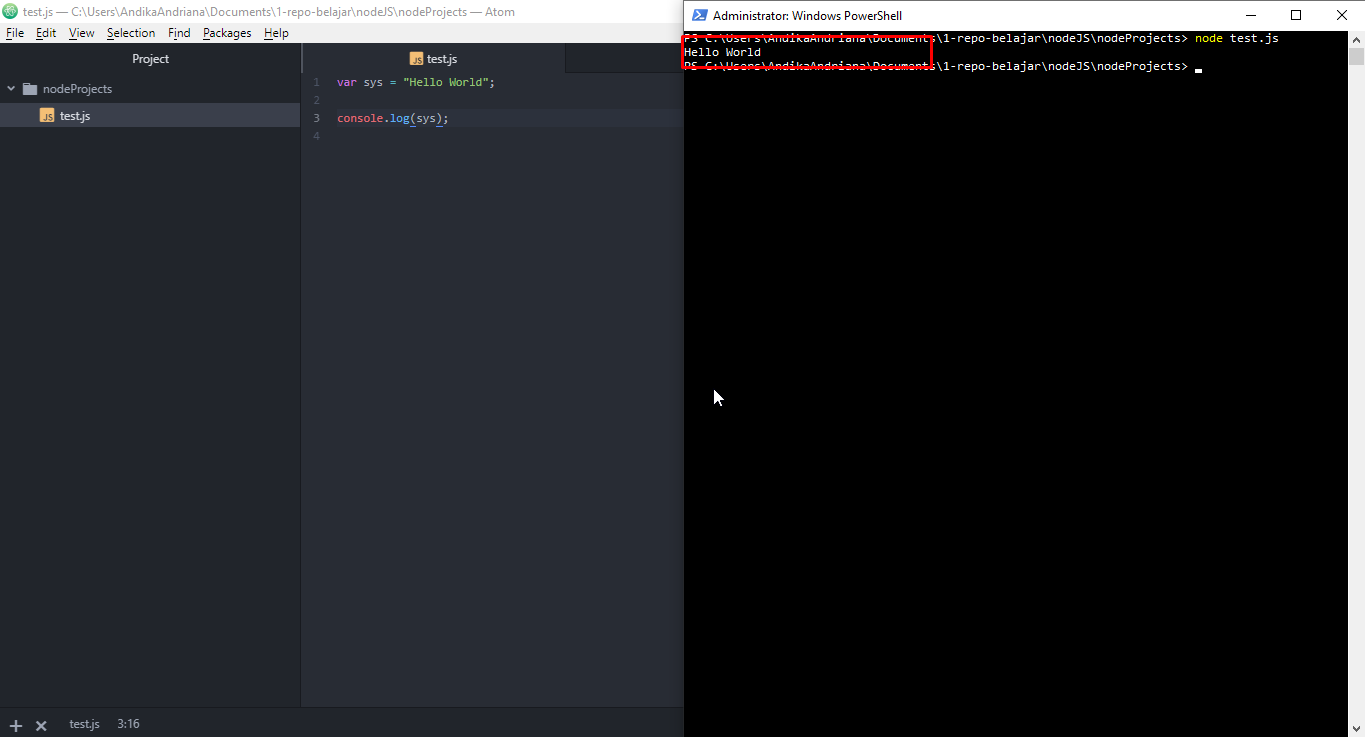 test.js — C:\Users\AndikaAndriana\Documents\1-repo-belajar\nodeJS\nodeProjects — Atom
File Edit View Selection Find Packages Help
Project
nodeProjects
test.js
test.js
1 var sys = "Hello World";
2
3 console.log(sys);
4
+ × test.js 3:16
Administrator: Windows PowerShell
PS C:\Users\AndikaAndriana\Documents\1-repo-belajar\nodeJS\nodeProjects> node test.js
Hello World
PS C:\Users\AndikaAndriana\Documents\1-repo-belajar\nodeJS\nodeProjects>